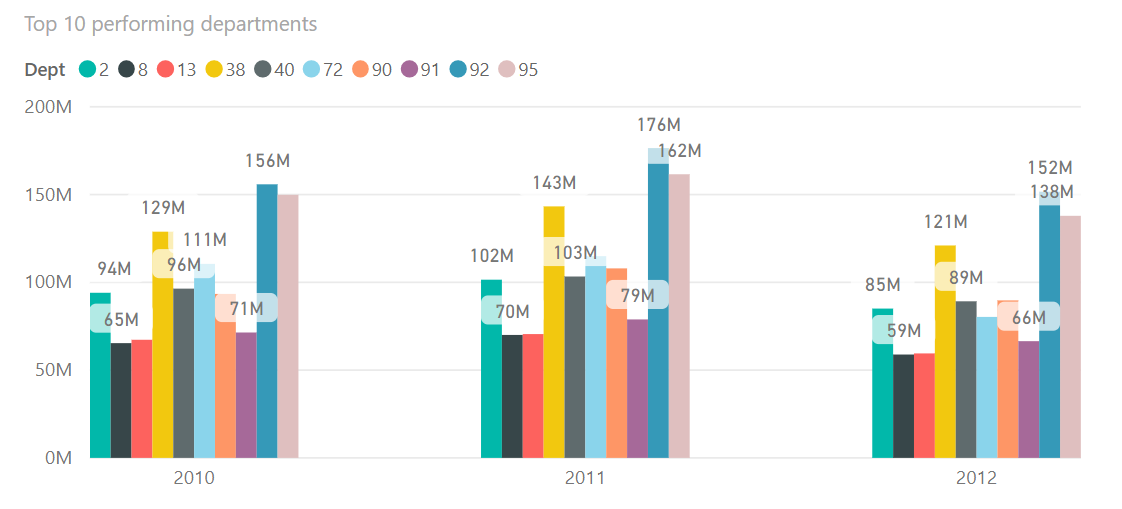 Top 10 performing departments
Dept 2 8 13 38 40 72 90 91 92 95
200M
150M
100M
50M
0M
94M
65M
129M
96M
111M
71M
156M
102M
70M
143M
103M
79M
176M
162M
85M
59M
121M
89M
66M
152M
138M
2010
2011
2012